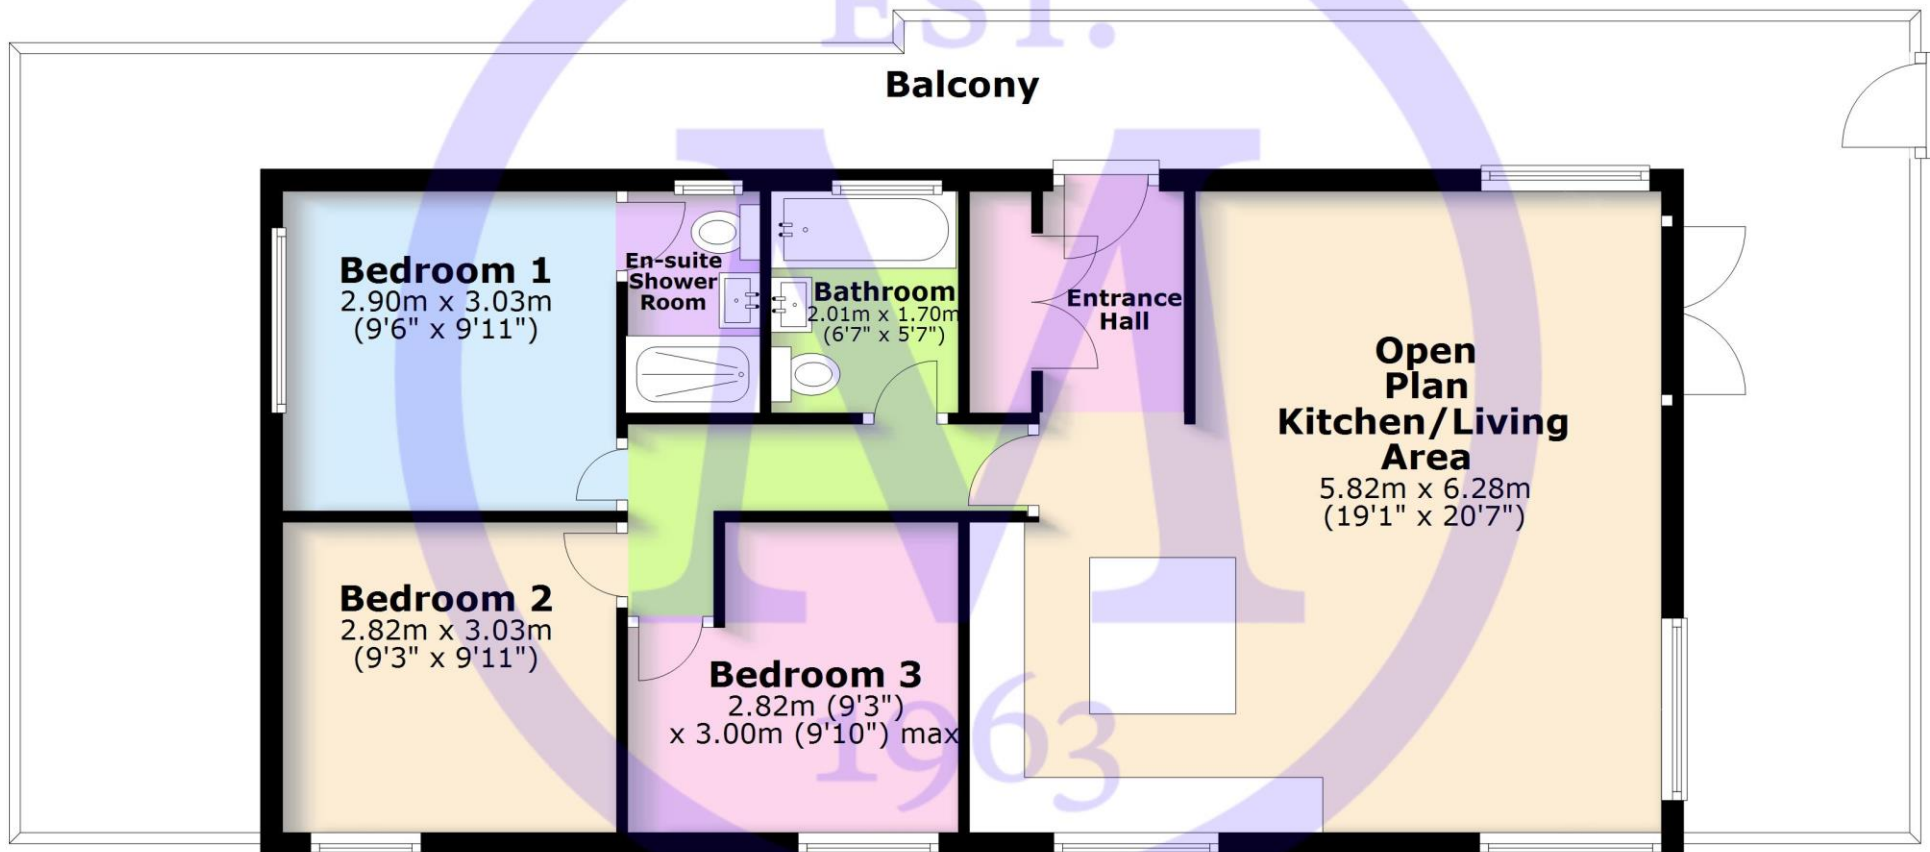 EST.
Balcony
Bedroom 1
2.90m x 3.03m
(9'6" x 9'11")
En-suite
Shower
Room
Bathroom
2.01m x 1.70m
(6'7" x 5'7")
Entrance
Hall
Open
Plan
Kitchen/Living
Area
5.82m x 6.28m
(19'1" x 20'7")
Bedroom 2
2.82m x 3.03m
(9'3" x 9'11")
Bedroom 3
2.82m (9'3")
x 3.00m (9'10") max
M
1963